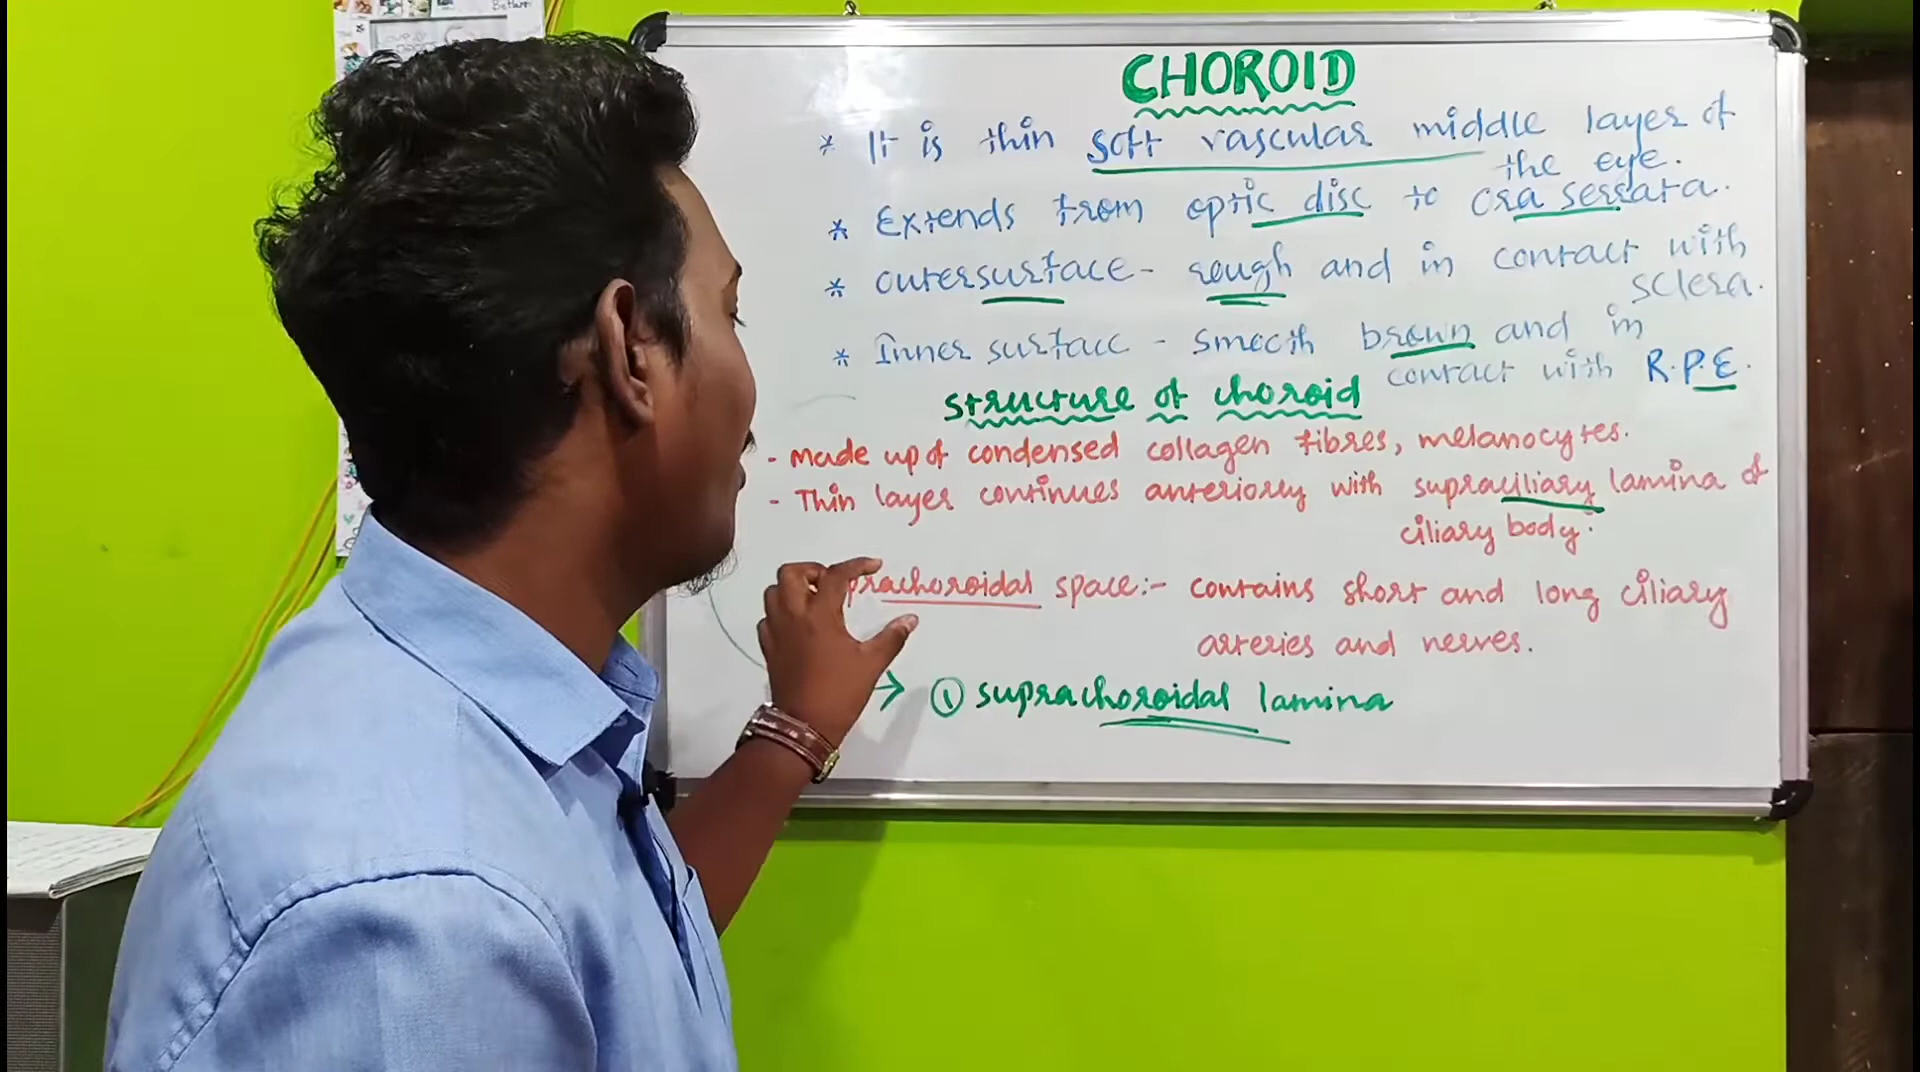 CHOROID
* It is thin soft vascular middle layer of
the eye.
* Extends from optic disc to ora serrata.
* outersurface - rough and in contact with
sclera.
* Inner surface - smooth brown and in
contact with R.P.E.
structure of choroid
- made up of condensed collagen fibres, melanocytes.
- Thin layer continues anteriorly with supraciliary lamina of
ciliary body.
prachoroidal space:- contains short and long ciliary
arteries and nerves.
→ ① suprachoroidal lamina